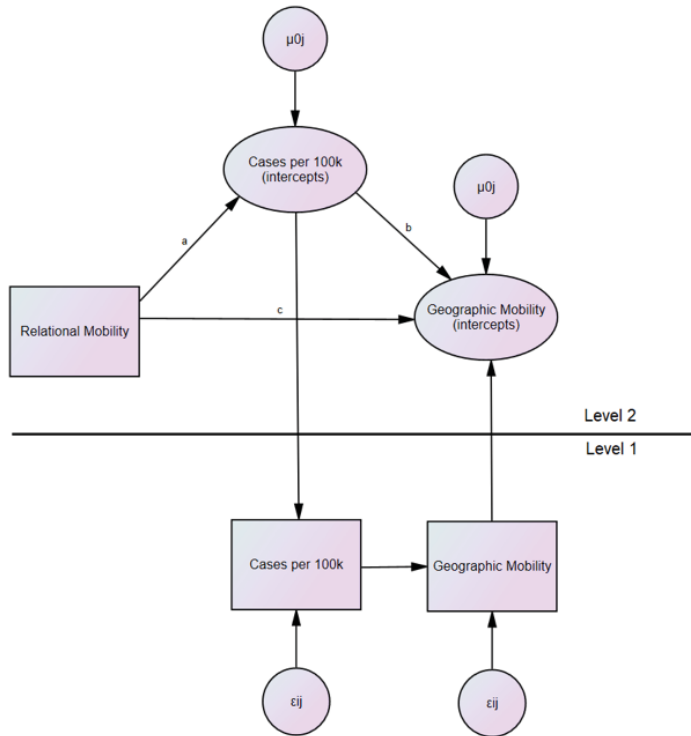 μ0j
Cases per 100k
(intercepts)
μ0j
a
b
c
Relational Mobility
Geographic Mobility
(intercepts)
Level 2
Level 1
Cases per 100k
Geographic Mobility
εij
εij